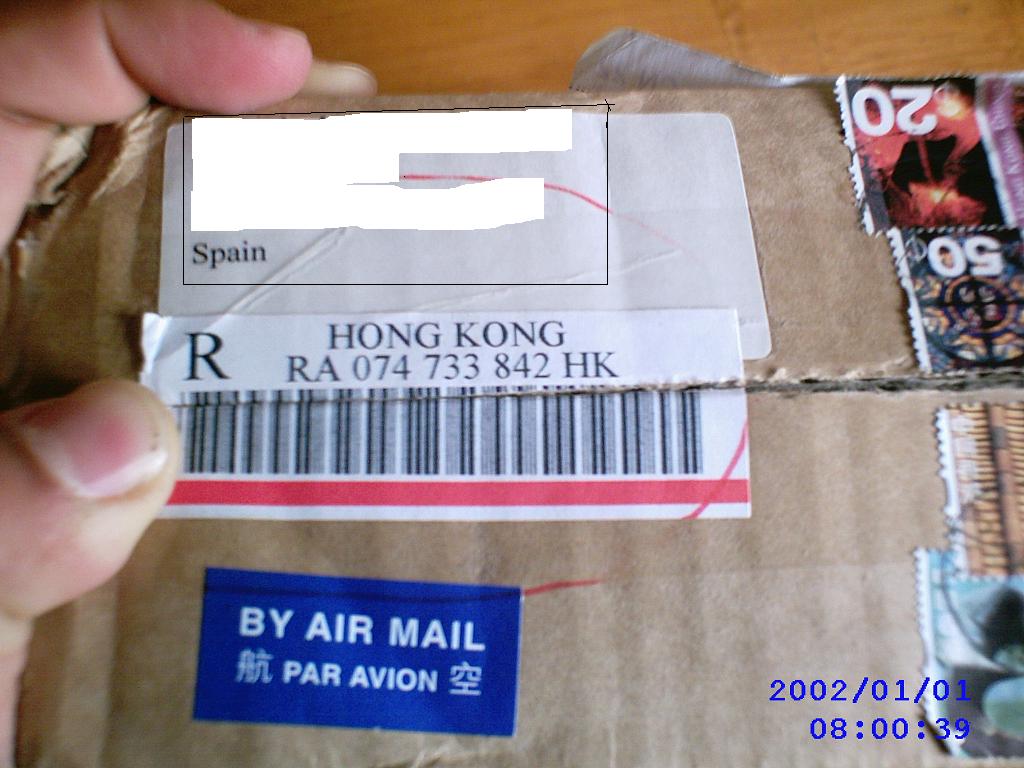 Spain
R
HONG KONG
RA 074 733 842 HK
BY AIR MAIL
航 PAR AVION 空
20
50
2002/01/01
08:00:39